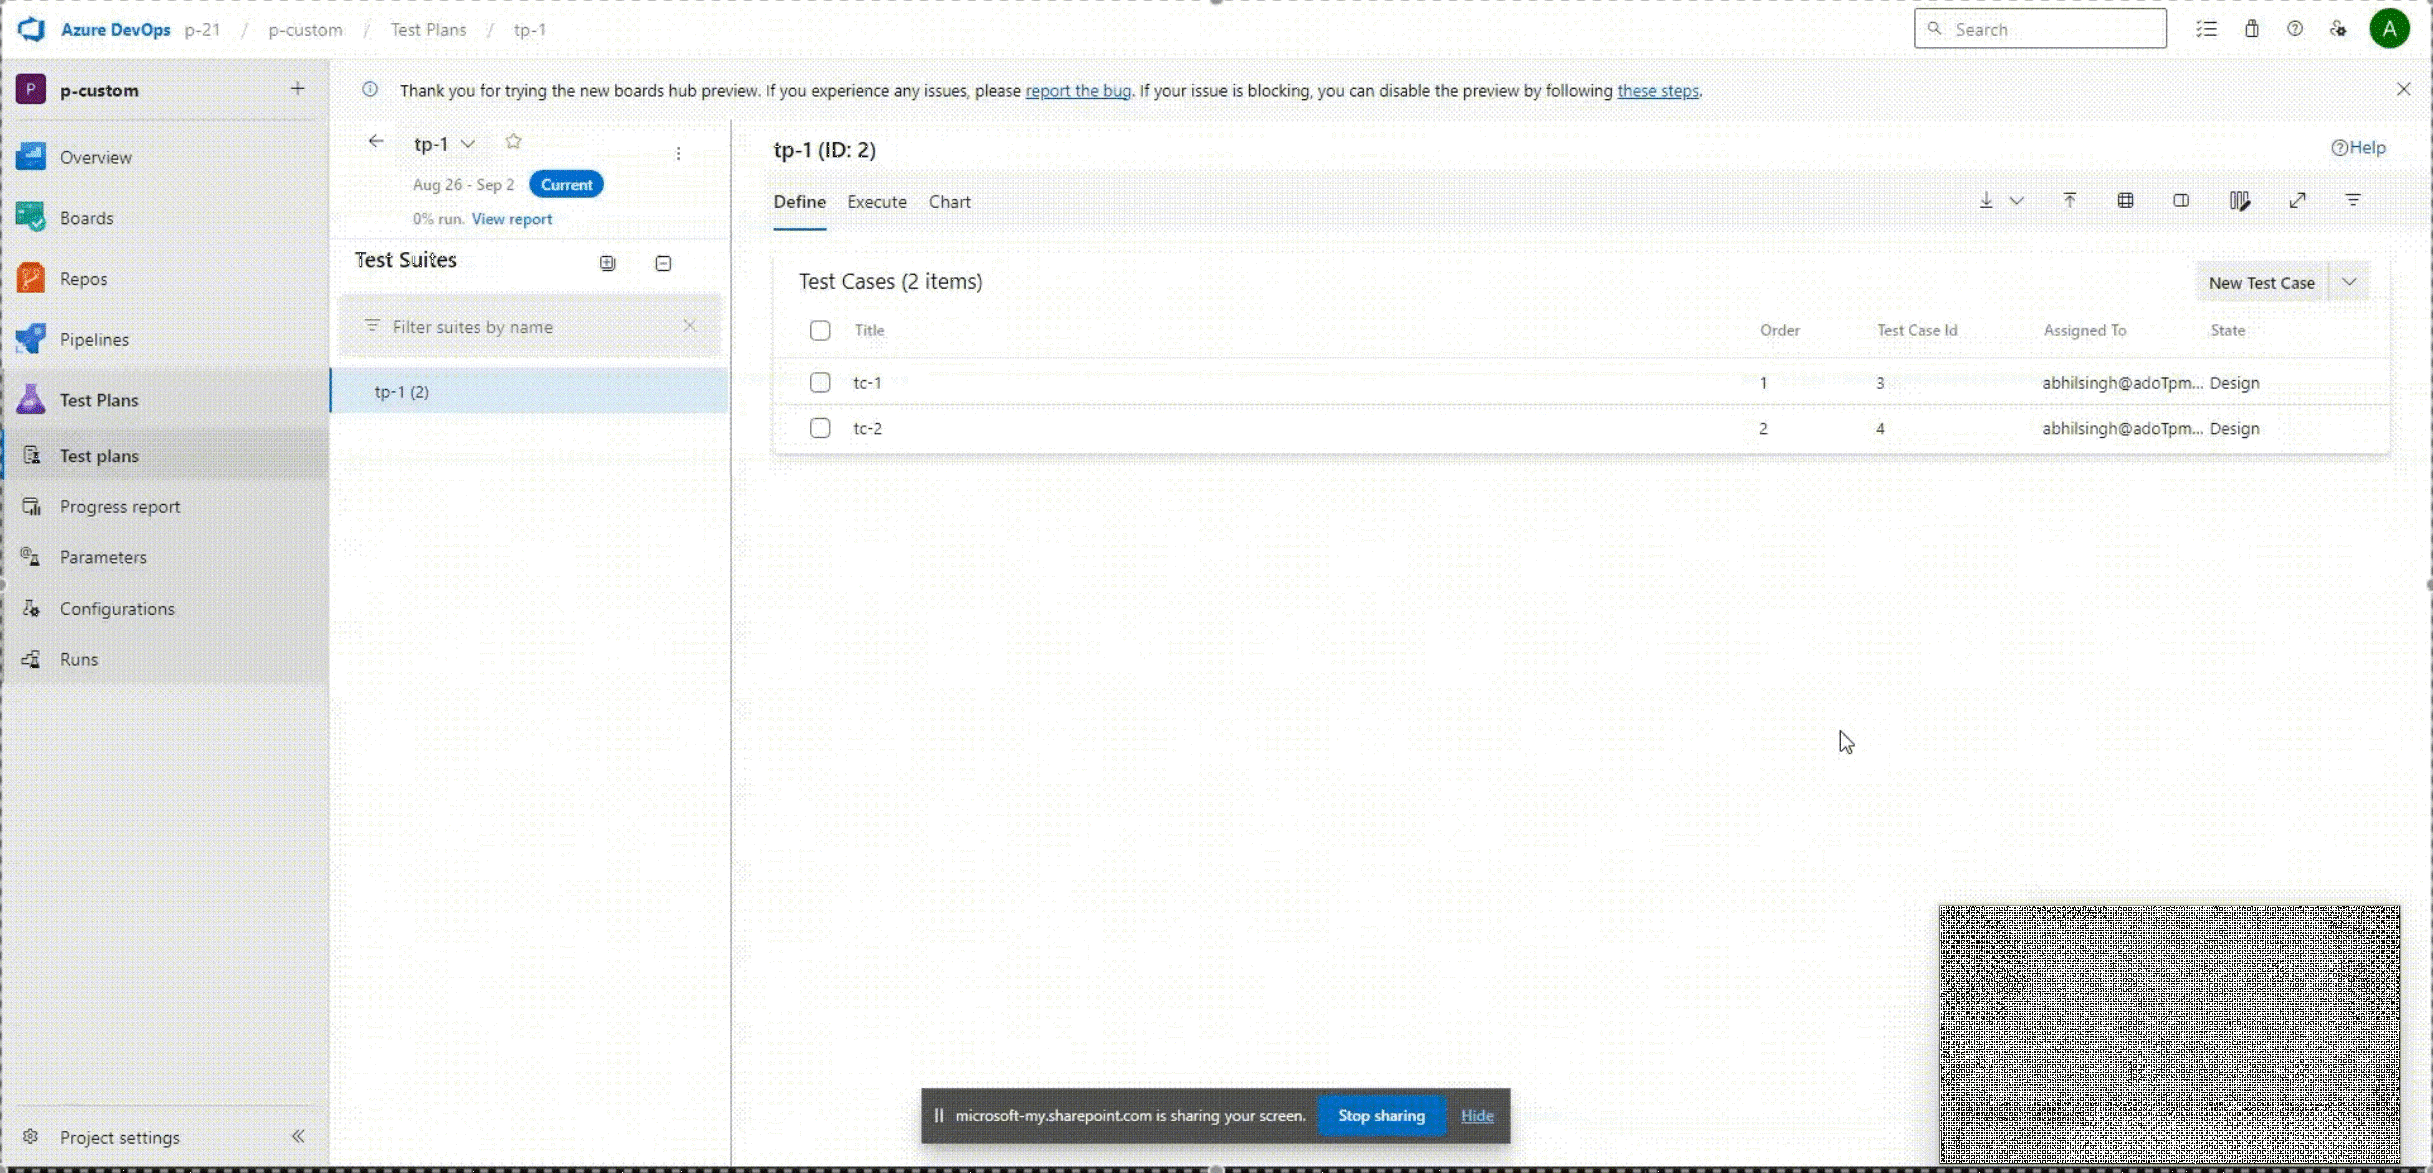 Azure DevOps p-21 / p-custom / Test Plans / tp-1
Search
A
P p-custom
Overview
Boards
Repos
Pipelines
Test Plans
Test plans
Progress report
Parameters
Configurations
Runs
Project settings
Thank you for trying the new boards hub preview. If you experience any issues, please report the bug. If your issue is blocking, you can disable the preview by following these steps.
tp-1
Aug 26 - Sep 2 Current
0% run. View report
Test Suites
Filter suites by name
tp-1 (2)
tp-1 (ID: 2)
Help
Define Execute Chart
Test Cases (2 items)
New Test Case
Title Order Test Case Id Assigned To State
tc-1 1 3 abhilsingh@adoTpm... Design
tc-2 2 4 abhilsingh@adoTpm... Design
microsoft-my.sharepoint.com is sharing your screen. Stop sharing Hide